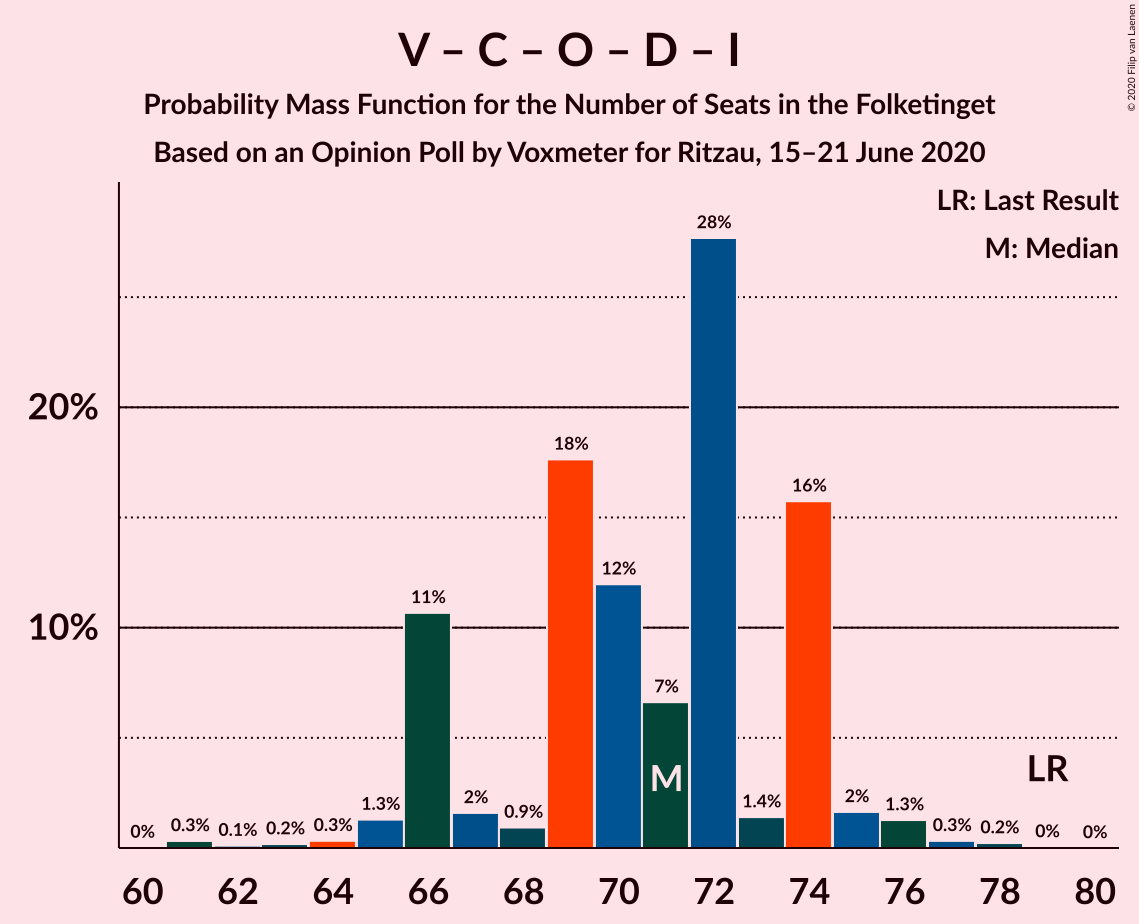 V – C – O – D – I
Probability Mass Function for the Number of Seats in the Folketinget
Based on an Opinion Poll by Voxmeter for Ritzau, 15–21 June 2020
© 2020 Filip van Laenen
LR: Last Result
M: Median
20%
10%
0%
0.3%
0.1%
0.2%
0.3%
1.3%
11%
2%
0.9%
18%
12%
7%
28%
1.4%
16%
2%
1.3%
0.3%
0.2%
0%
0%
M
LR
60 62 64 66 68 70 72 74 76 78 80